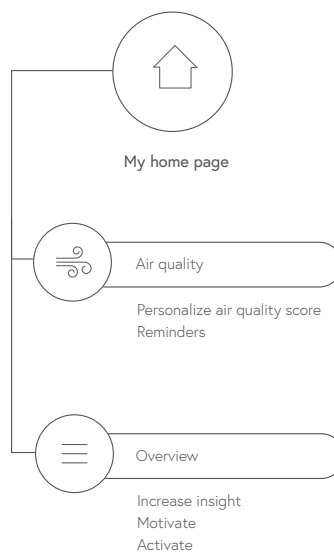 My home page
Air quality
Personalize air quality score
Reminders
Overview
Increase insight
Motivate
Activate